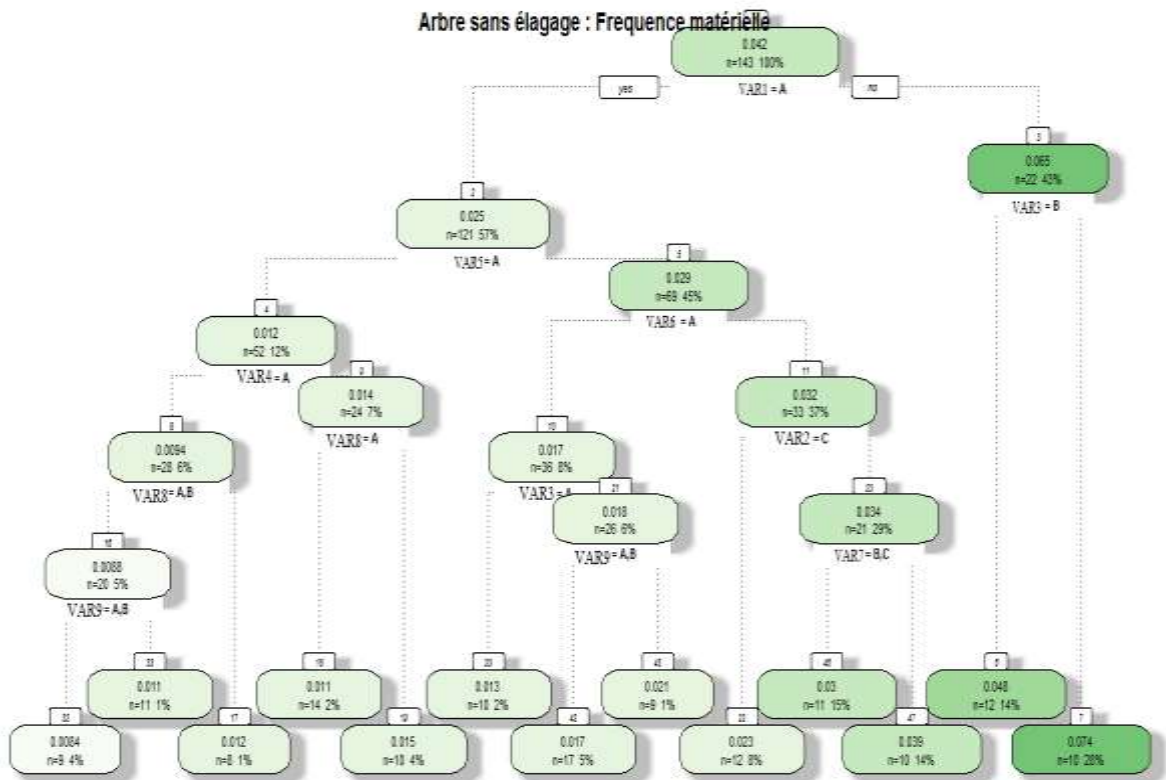 Arbre sans élagage : Frequence matérielle
0.042
n=143 100%
yes
VAR1 = A
no
3
0.065
n=22 43%
VAR3 = B
2
0.025
n=121 57%
VAR5 = A
5
0.029
n=69 45%
VAR6 = A
4
0.012
n=52 12%
VAR4 = A
9
0.014
n=24 7%
VAR8 = A
11
0.032
n=33 37%
VAR2 = C
8
0.0094
n=28 6%
VAR8 = A,B
10
0.017
n=36 8%
VAR3 = A
21
0.018
n=26 6%
VAR9 = A,B
23
0.034
n=21 29%
VAR7 = B,C
16
0.0088
n=20 5%
VAR9 = A,B
33
0.011
n=11 1%
18
0.011
n=14 2%
20
0.013
n=10 2%
43
0.021
n=9 1%
46
0.03
n=11 15%
6
0.048
n=12 14%
32
0.0084
n=9 4%
17
0.012
n=8 1%
19
0.015
n=10 4%
42
0.017
n=17 5%
22
0.023
n=12 8%
47
0.039
n=10 14%
7
0.074
n=10 28%